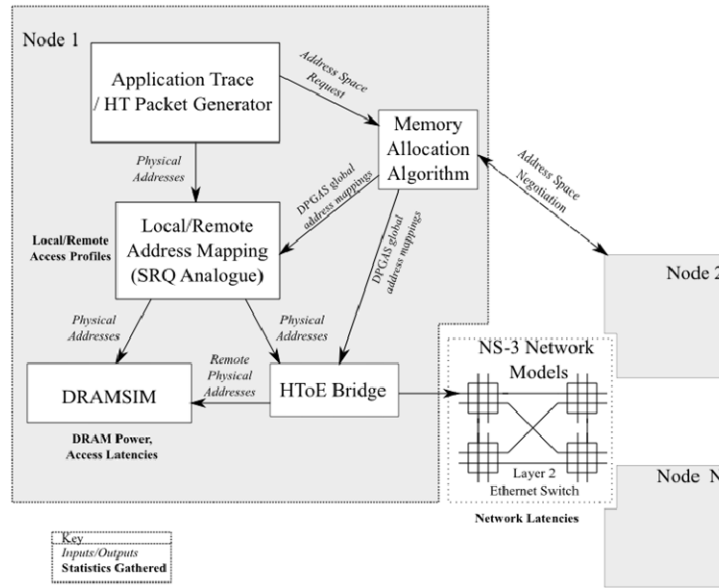 Node 1
Application Trace
/ HT Packet Generator
Address Space
Request
Memory
Allocation
Algorithm
Physical
Addresses
DPGAS global
address mappings
Address Space
Negotiation
Local/Remote
Access Profiles
Local/Remote
Address Mapping
(SRQ Analogue)
DPGAS global
address mappings
Node 2
Physical
Addresses
Physical
Addresses
Remote
Physical
Addresses
DRAMSIM
HToE Bridge
DRAM Power,
Access Latencies
NS-3 Network
Models
Layer 2
Ethernet Switch
Network Latencies
Node N
Key
Inputs/Outputs
Statistics Gathered